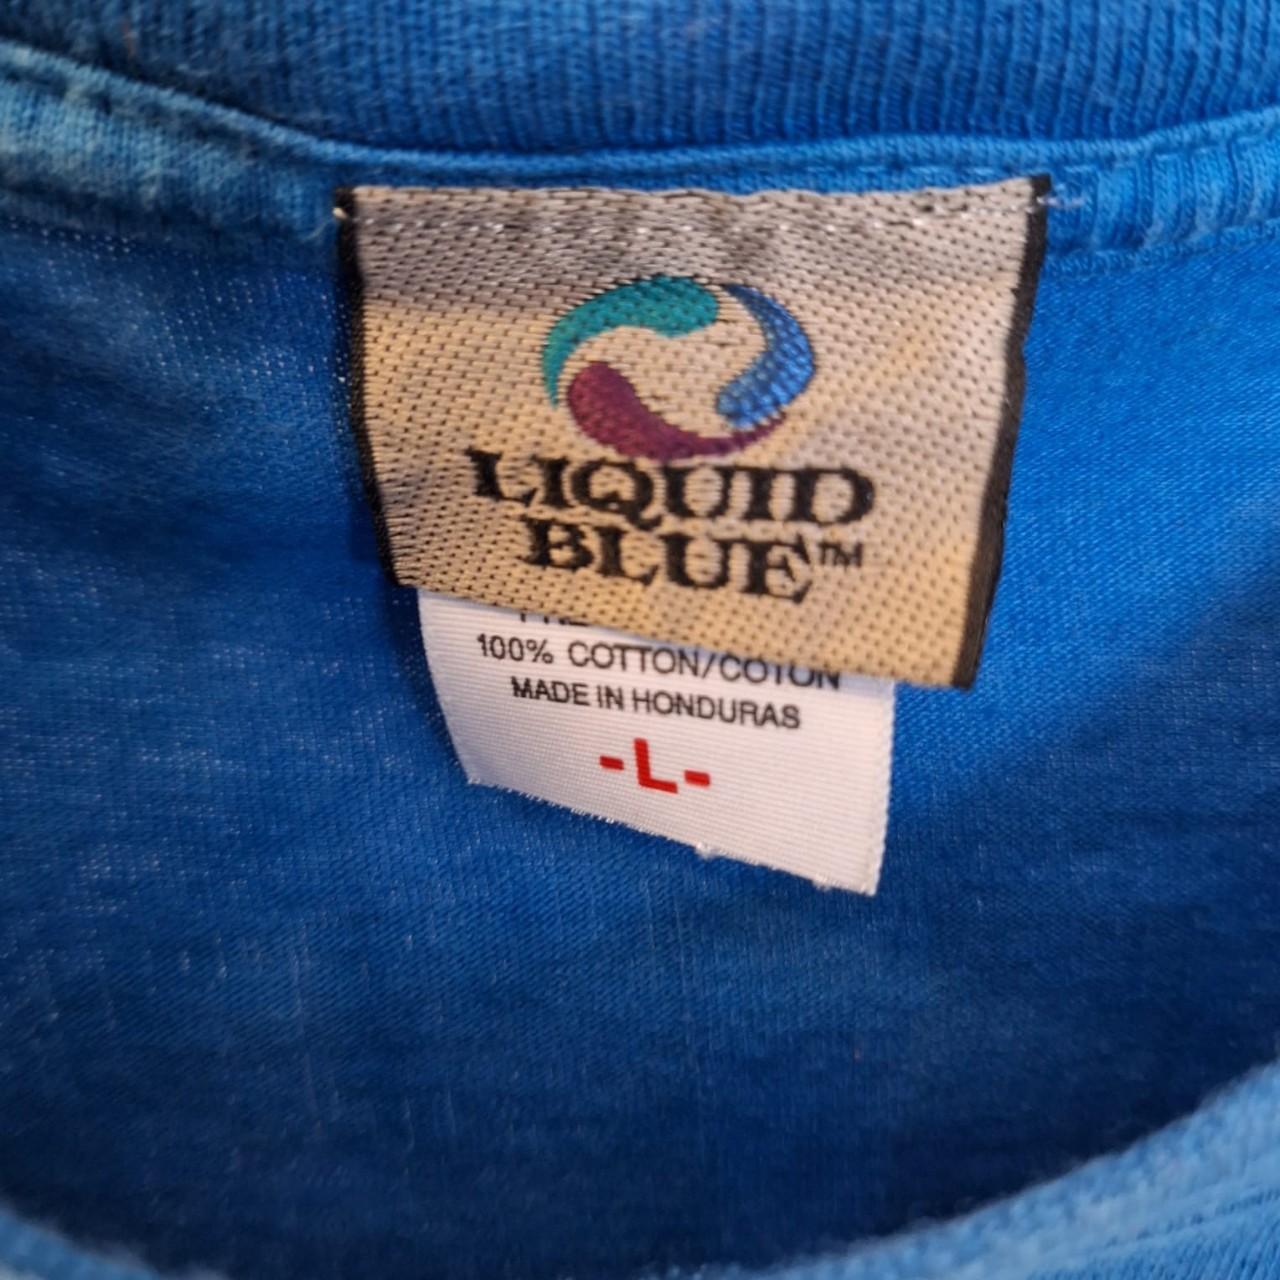 LIQUID
BLUE™
100% COTTON/COTON
MADE IN HONDURAS
-L-